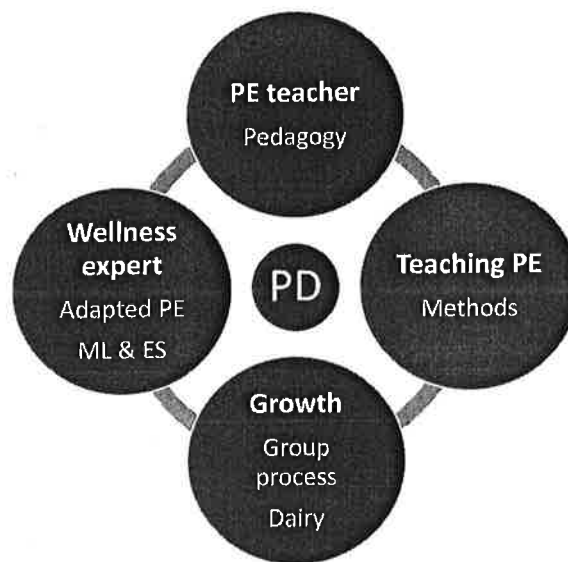 PE teacher
Pedagogy
Wellness
expert
Adapted PE
ML & ES
PD
Teaching PE
Methods
Growth
Group
process
Dairy